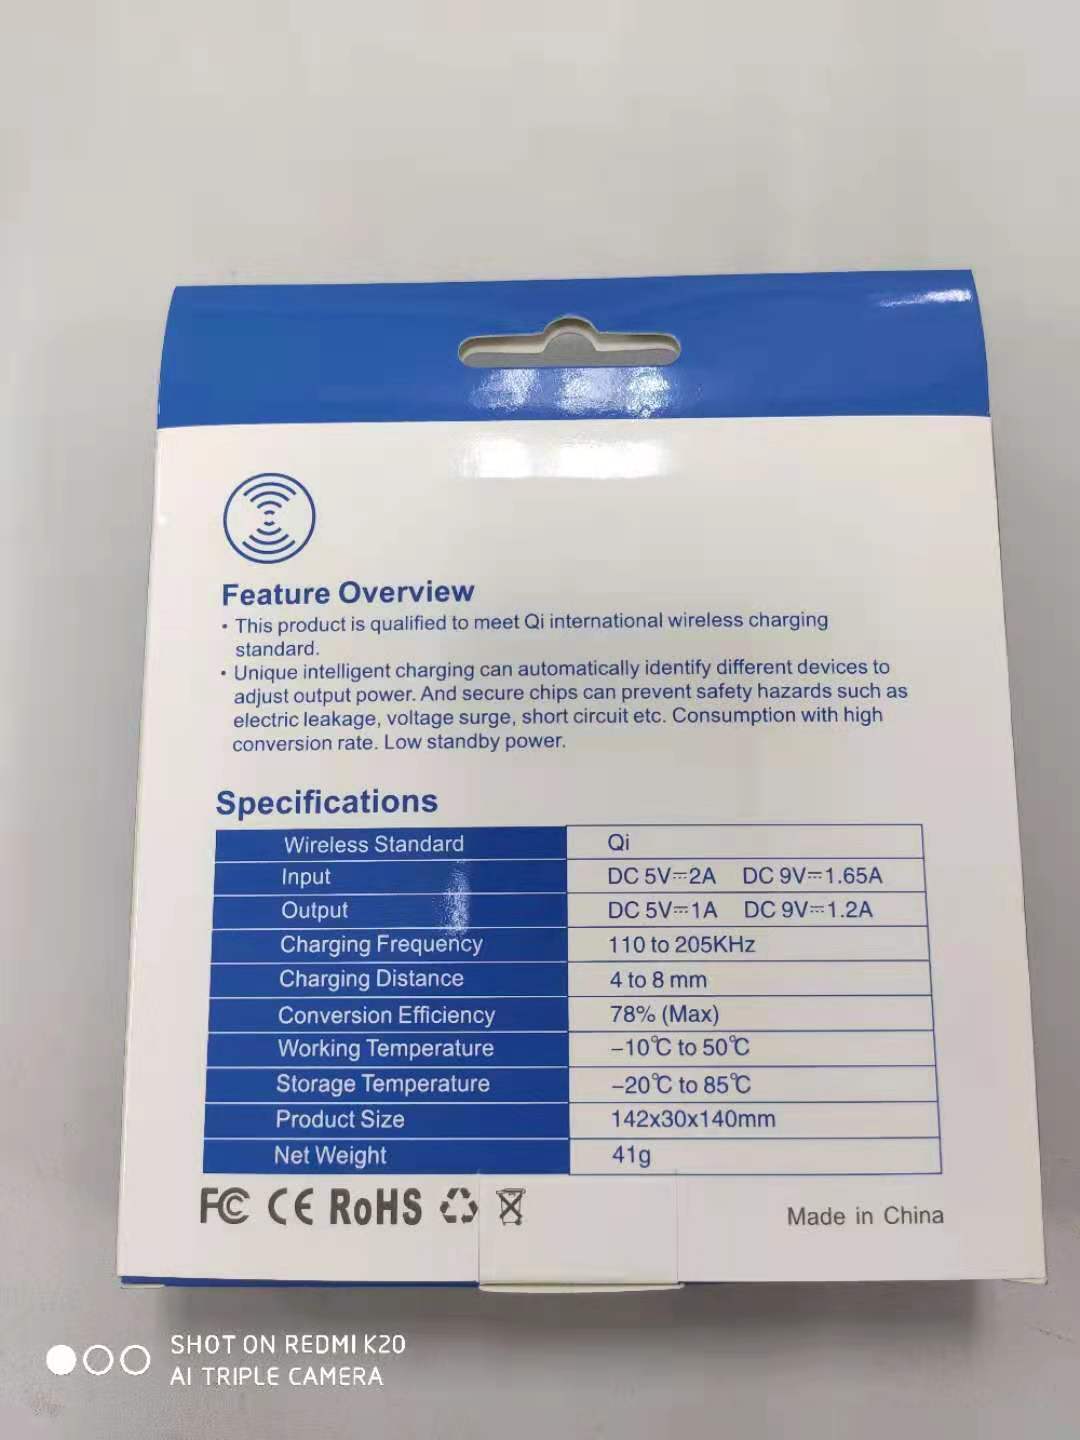 Feature Overview
· This product is qualified to meet Qi international wireless charging
standard.
· Unique intelligent charging can automatically identify different devices to
adjust output power. And secure chips can prevent safety hazards such as
electric leakage, voltage surge, short circuit etc. Consumption with high
conversion rate. Low standby power.
Specifications
Wireless Standard Qi
Input DC 5V⎓2A DC 9V⎓1.65A
Output DC 5V⎓1A DC 9V⎓1.2A
Charging Frequency 110 to 205KHz
Charging Distance 4 to 8 mm
Conversion Efficiency 78% (Max)
Working Temperature –10℃ to 50℃
Storage Temperature –20℃ to 85℃
Product Size 142x30x140mm
Net Weight 41g
FC CE RoHS
Made in China
SHOT ON REDMI K20
AI TRIPLE CAMERA